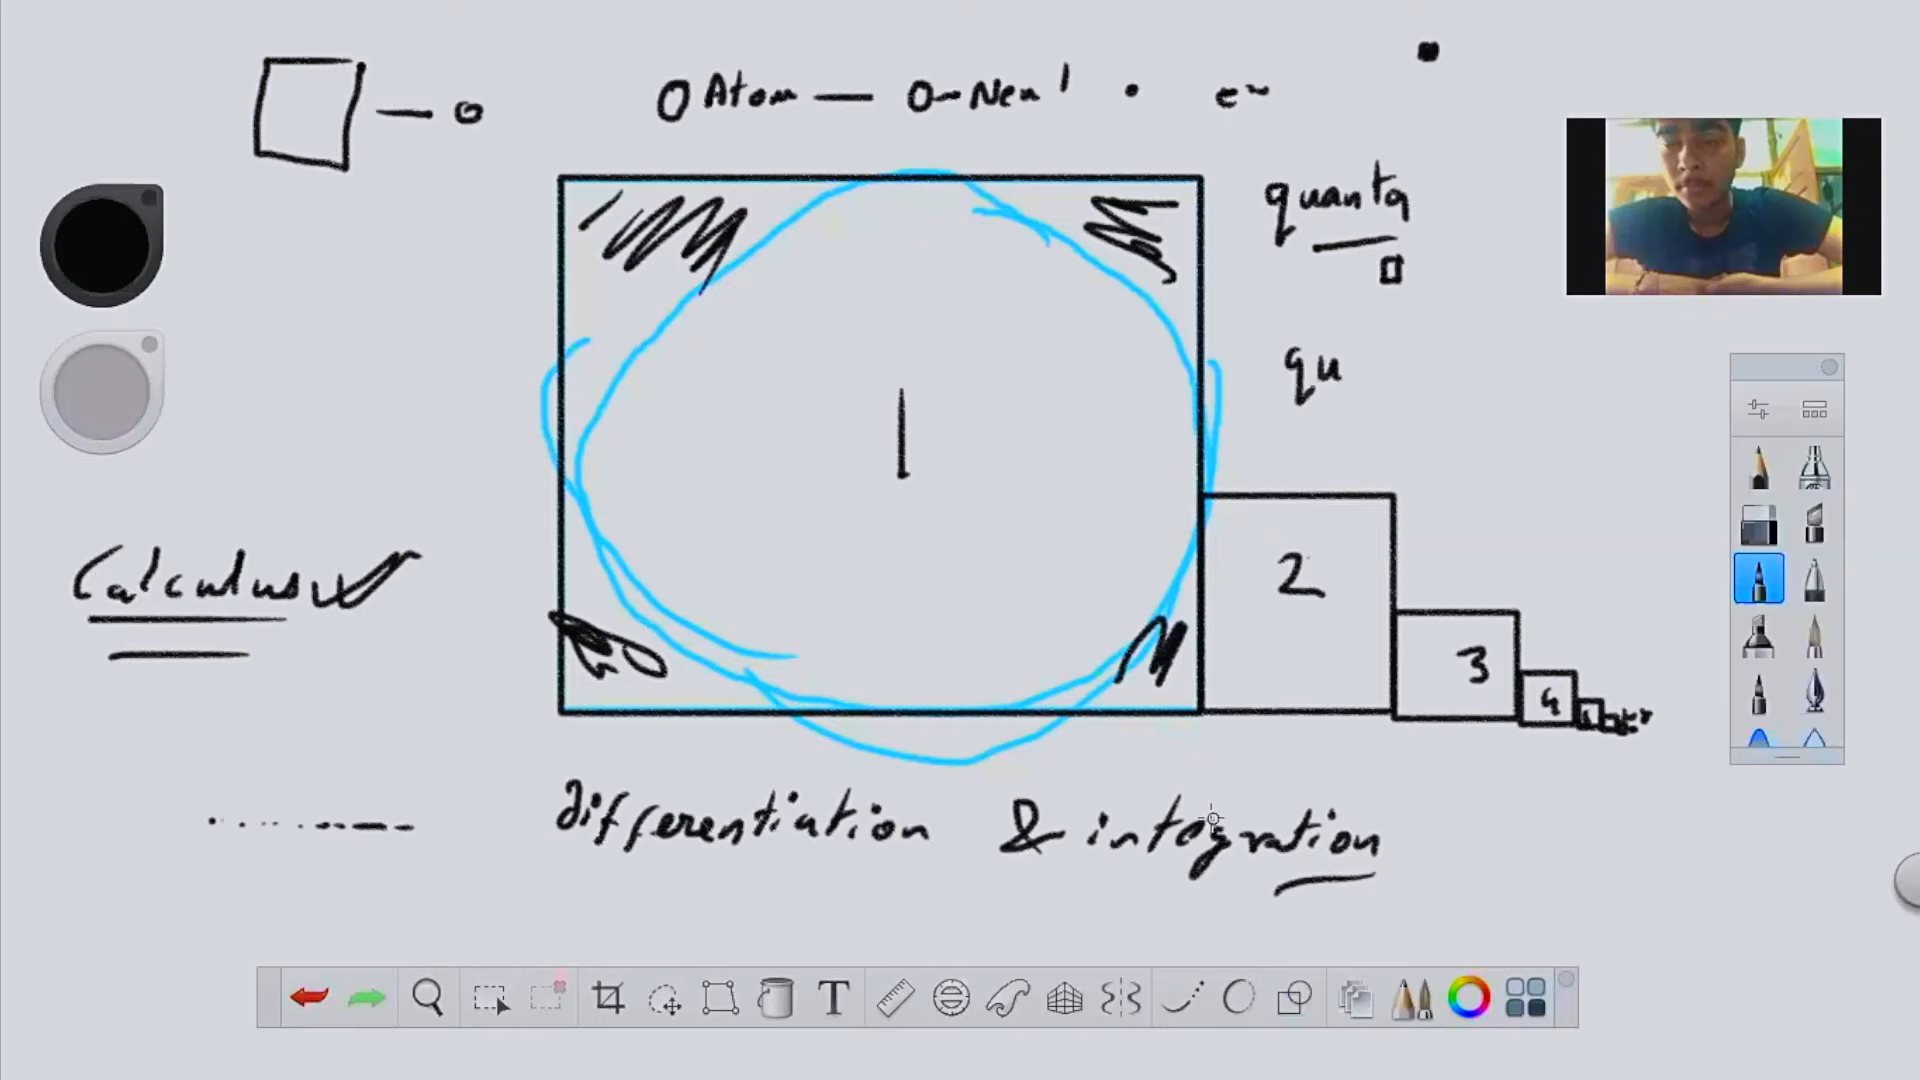 O Atom — O-Neu
quanta
qu
1
2
3
4
Calculus
differentiation & integration
T